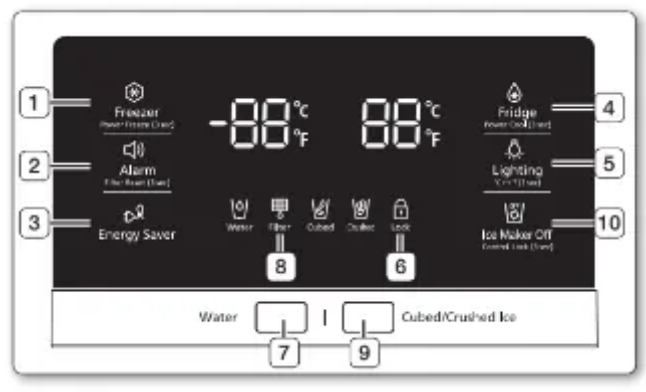 1
Freezer
Power Freeze (3sec)
-88 °C °F
88 °C °F
4
Fridge
Power Cool (3sec)
2
Alarm
Filter Reset (3sec)
5
Lighting
3
Energy Saver
Water Filter Cubed Crushed Lock
10
Ice Maker Off
Control Lock (3sec)
8
6
Water
Cubed/Crushed Ice
7
9